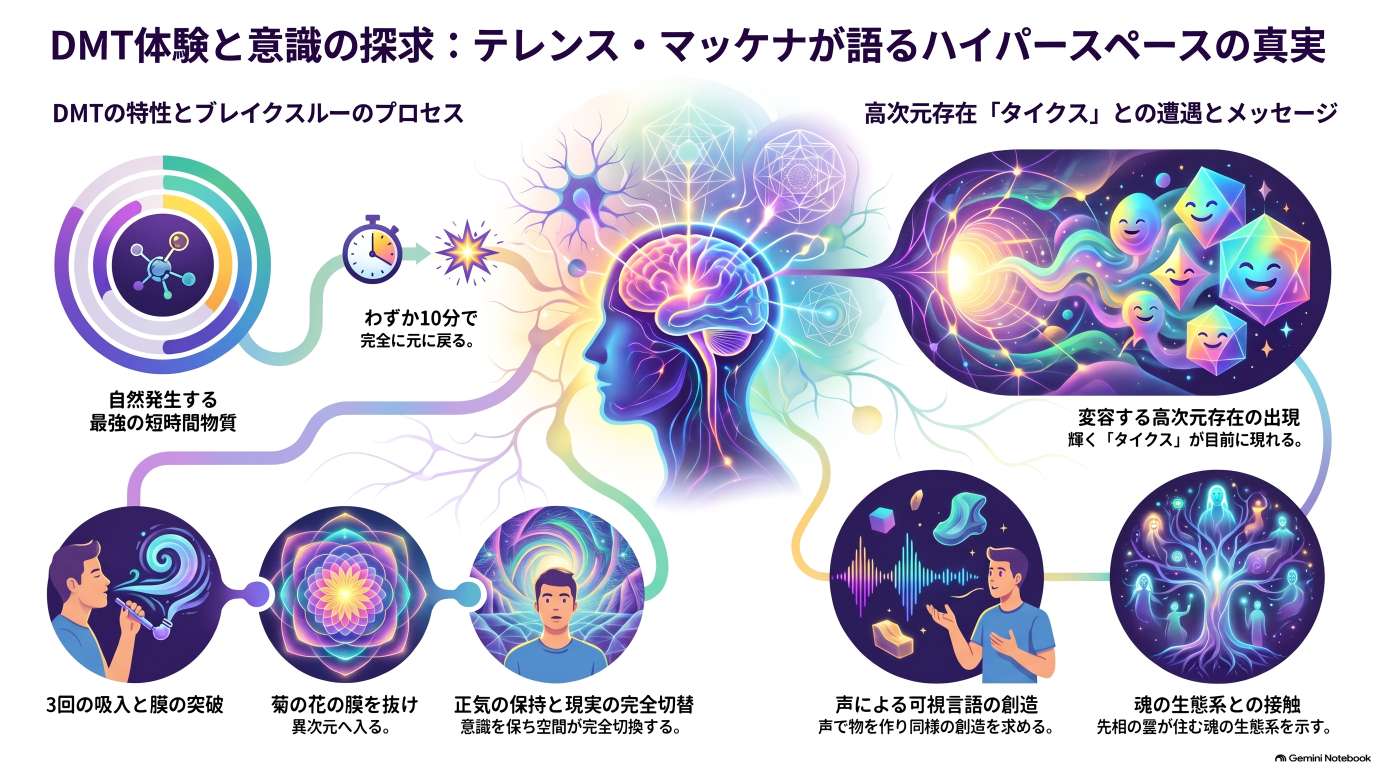 DMT体験と意識の探求：テレンス・マッケナが語るハイパースペースの真実
DMTの特性とブレイクスルーのプロセス
わずか10分で
完全に元に戻る。
自然発生する
最強の短時間物質
3回の吸入と膜の突破
菊の花の膜を抜け
異次元へ入る。
正気の保持と現実の完全切替
意識を保ち空間が完全切換する。
高次元存在「タイクス」との遭遇とメッセージ
変容する高次元存在の出現
輝く「タイクス」が目前に現れる。
声による可視言語の創造
声で物を作り同様の創造を求める。
魂の生態系との接触
先相の霊が住む魂の生態系を示す。
Gemini Notebook